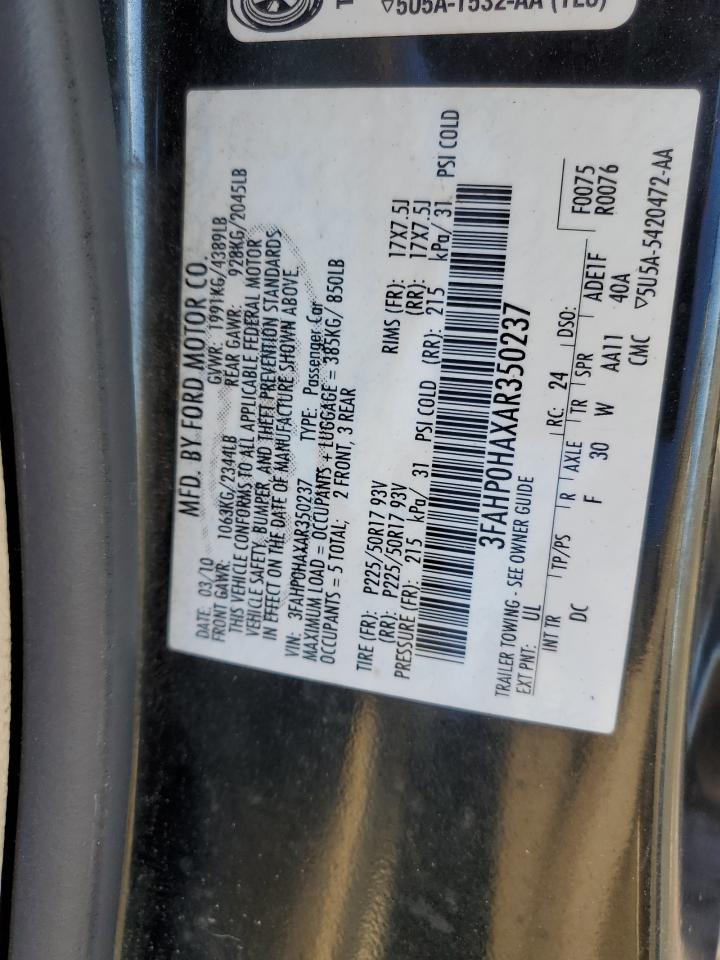 ▽5U5A-1532-AA (TEU)
MFD. BY FORD MOTOR CO.
DATE: 03/10 GVWR: 1991KG/4389LB
FRONT GAWR: 1063KG/2344LB REAR GAWR: 928KG/2045LB
THIS VEHICLE CONFORMS TO ALL APPLICABLE FEDERAL MOTOR
VEHICLE SAFETY, BUMPER, AND THEFT PREVENTION STANDARDS
IN EFFECT ON THE DATE OF MANUFACTURE SHOWN ABOVE.
VIN: 3FAHP0HAXAR350237 TYPE: Passenger Car
MAXIMUM LOAD = OCCUPANTS + LUGGAGE = 385KG/ 850LB
OCCUPANTS = 5 TOTAL; 2 FRONT, 3 REAR
TIRE (FR): P225/50R17 93V RIMS (FR): 17X7.5J
(RR): P225/50R17 93V (RR): 17X7.5J
PRESSURE (FR): 215 kPa/ 31 PSI COLD (RR): 215 kPa/ 31 PSI COLD
3FAHP0HAXAR350237
TRAILER TOWING - SEE OWNER GUIDE
EXT PNT: UL RC: 24 DSO: F0075
R0076
INT TR TP/PS R AXLE TR SPR ADE1F
DC F 30 W AA11 40A
CMC ▽5U5A-5420472-AA